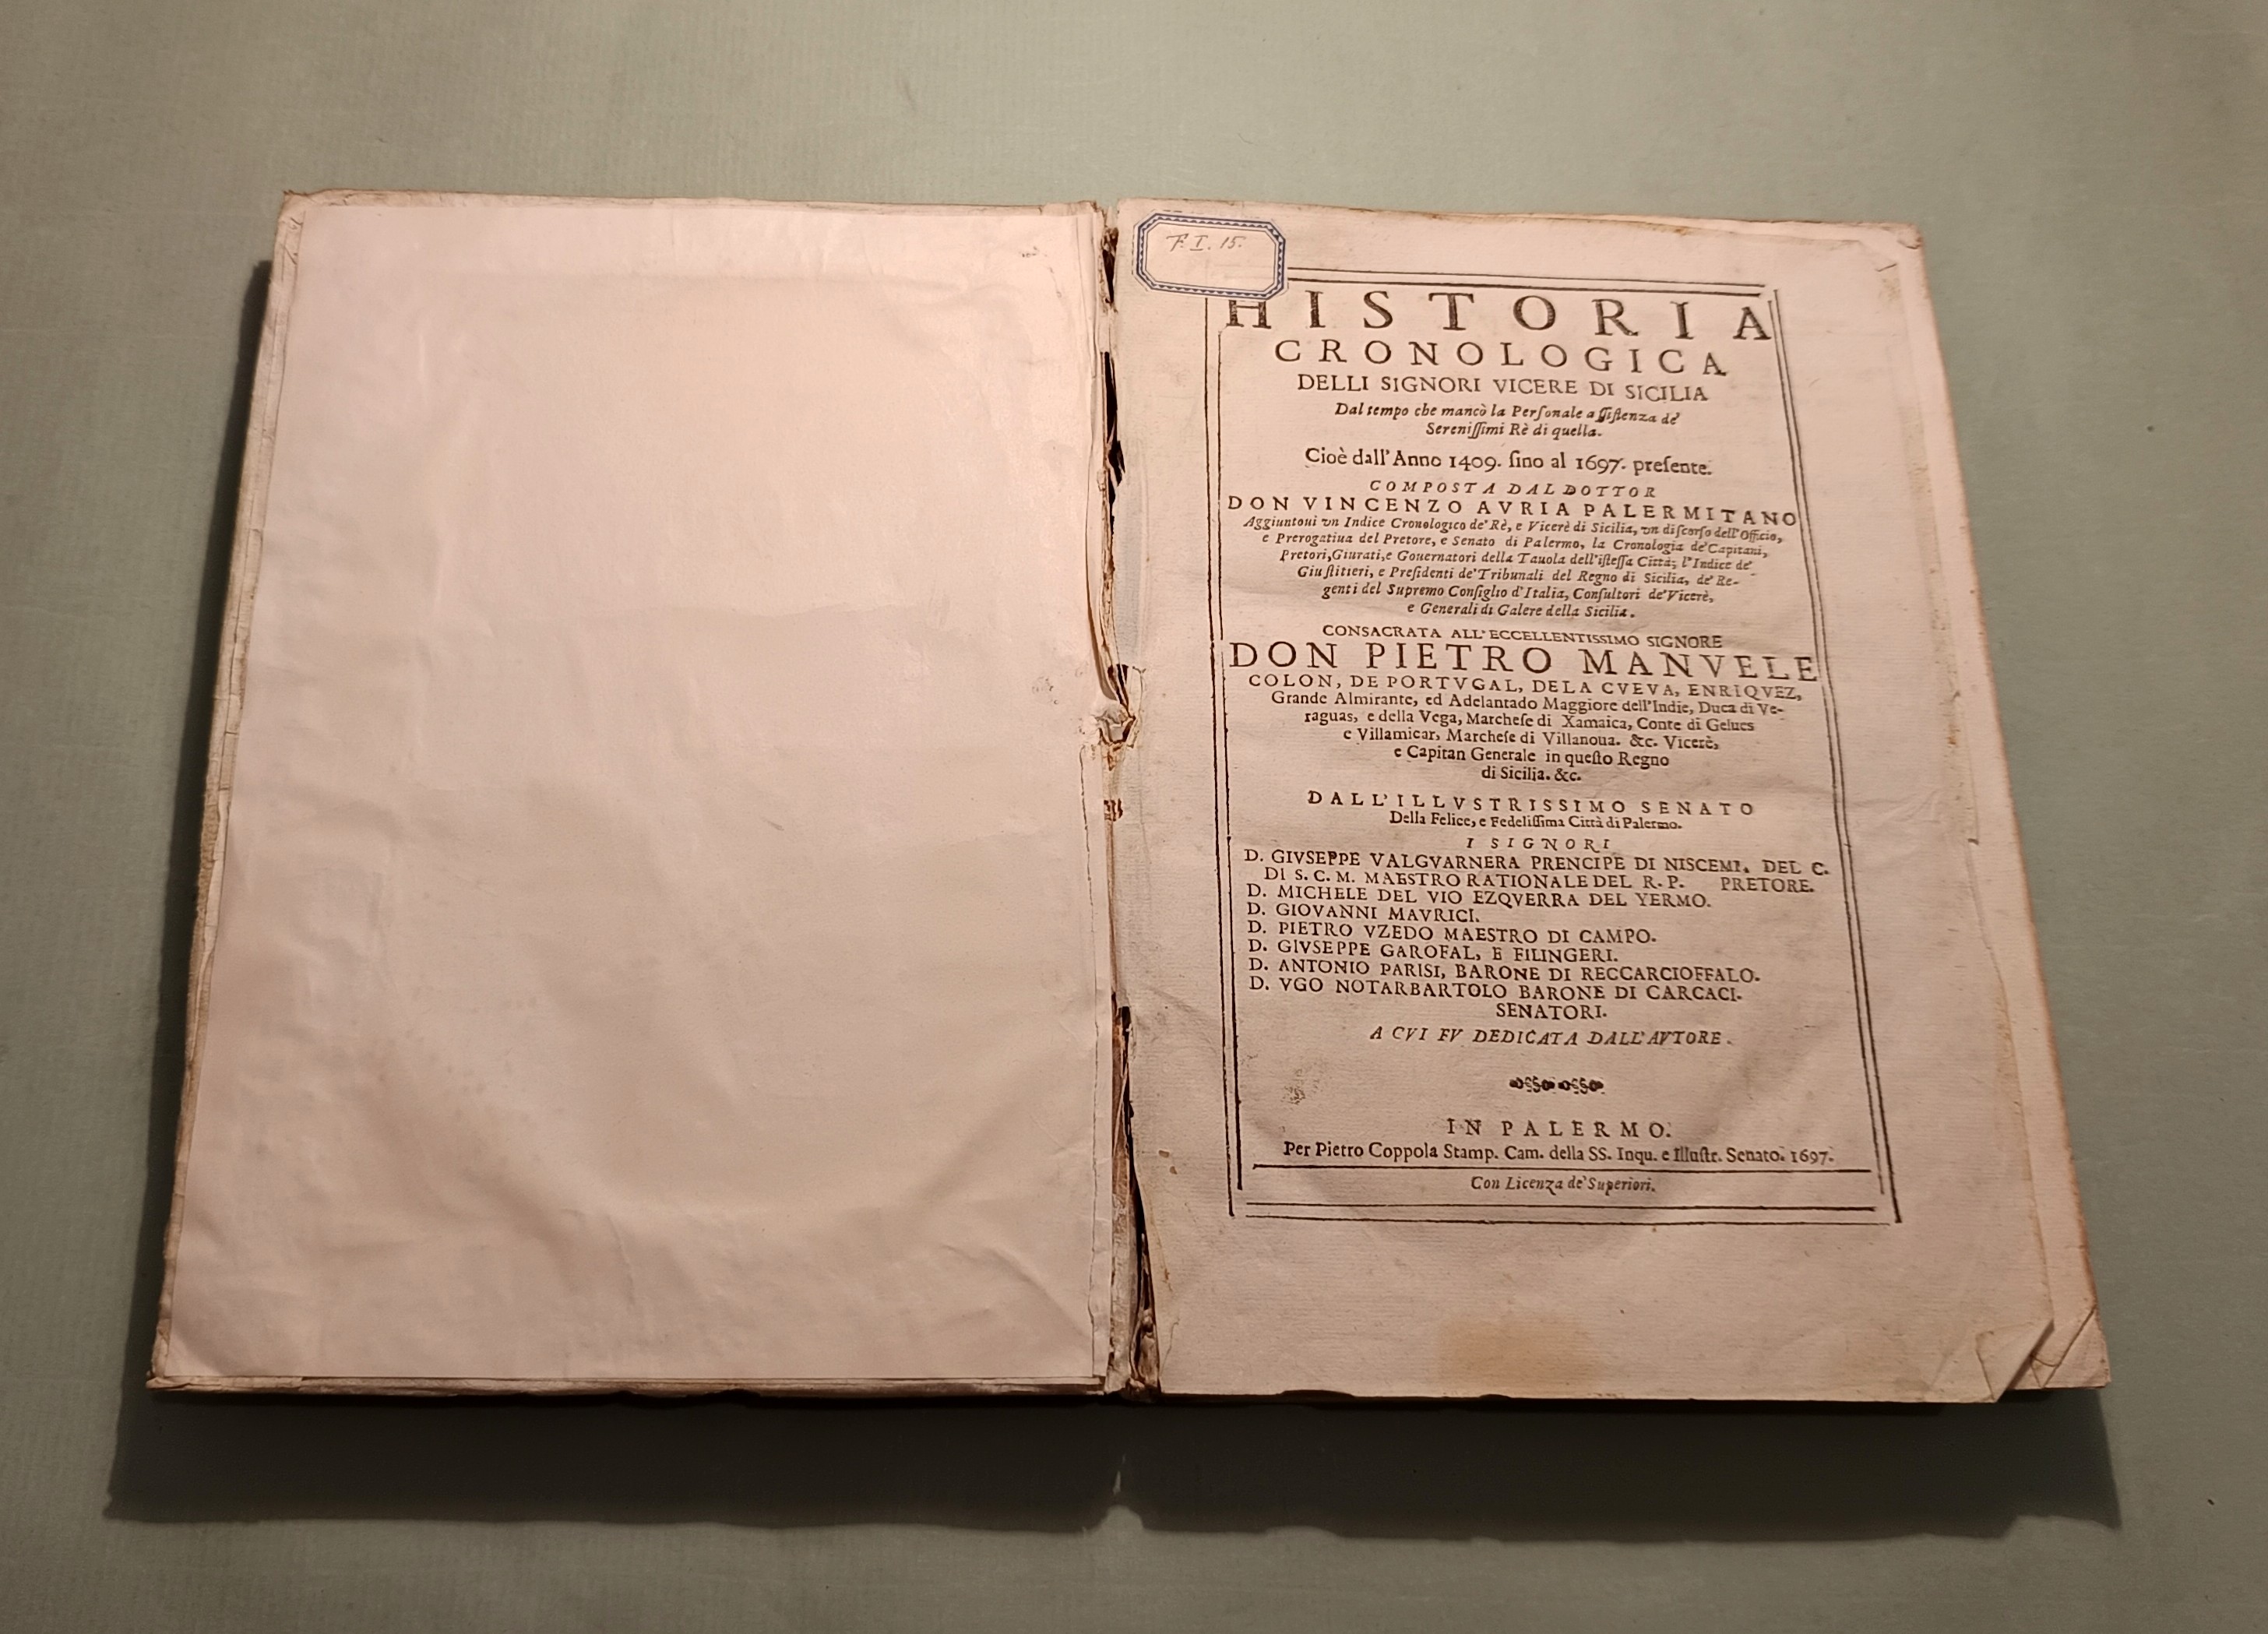 F. I. 15.
HISTORIA
CRONOLOGICA
DELLI SIGNORI VICERE DI SICILIA
Dal tempo che mancò la Perſonale aſſiſtenza de'
Sereniſſimi Rè di quella.
Cioè dall'Anno 1409. ſino al 1697. preſente.
COMPOSTA DAL DOTTOR
DON VINCENZO AVRIA PALERMITANO
Aggiuntoui vn Indice Cronologico de' Rè, e Vicerè di Sicilia, vn diſcorſo dell'Officio,
e Prerogatiua del Pretore, e Senato di Palermo, la Cronologia de' Capitani,
Pretori, Giurati, e Gouernatori della Tauola dell'iſteſſa Città; l'Indice de'
Giuſtitieri, e Preſidenti de' Tribunali del Regno di Sicilia, de' Re-
genti del Supremo Conſiglio d'Italia, Conſultori de' Vicerè,
e Generali di Galere della Sicilia.
CONSACRATA ALL'ECCELLENTISSIMO SIGNORE
DON PIETRO MANVELE
COLON, DE PORTVGAL, DELA CVEVA, ENRIQVEZ,
Grande Almirante, ed Adelantado Maggiore dell'Indie, Duca di Ve-
raguas, e della Vega, Marcheſe di Xamaica, Conte di Gelues
e Villamicar, Marcheſe di Villanoua. &c. Vicerè,
e Capitan Generale in queſto Regno
di Sicilia. &c.
DALL'ILLVSTRISSIMO SENATO
Della Felice, e Fedeliſſima Città di Palermo.
I SIGNORI
D. GIVSEPPE VALGVARNERA PRENCIPE DI NISCEMI, DEL C.
DI S. C. M. MAESTRO RATIONALE DEL R. P. PRETORE.
D. MICHELE DEL VIO EZQVERRA DEL YERMO.
D. GIOVANNI MAVRICI.
D. PIETRO VZEDO MAESTRO DI CAMPO.
D. GIVSEPPE GAROFAL, E FILINGERI.
D. ANTONIO PARISI, BARONE DI RECCARCIOFFALO.
D. VGO NOTARBARTOLO BARONE DI CARCACI.
SENATORI.
A CVI FV DEDICATA DALL'AVTORE.
IN PALERMO.
Per Pietro Coppola Stamp. Cam. della SS. Inqu. e Illuſtr. Senato. 1697.
Con Licenza de' Superiori.